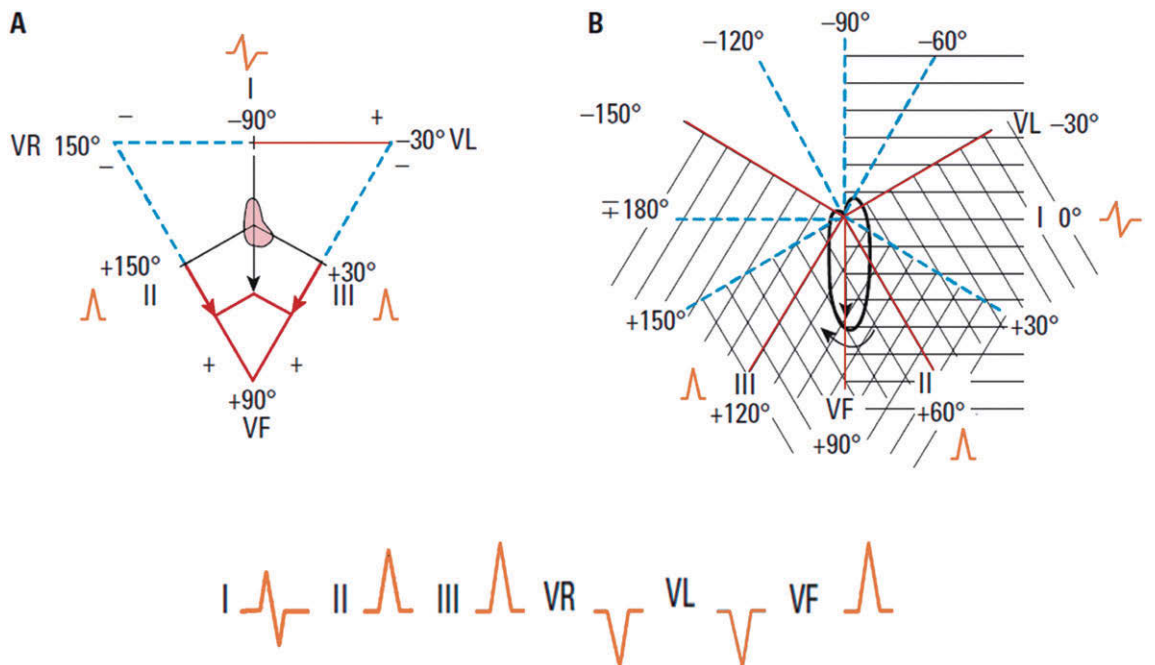 A
I
−90°
− +
VR 150° −30° VL
− −
+150° +30°
II III
+ +
+90°
VF
B
−90°
−120° −60°
−150° VL −30°
∓180° I 0°
+150° +30°
III II
+120° VF +60°
+90°
I II III VR VL VF